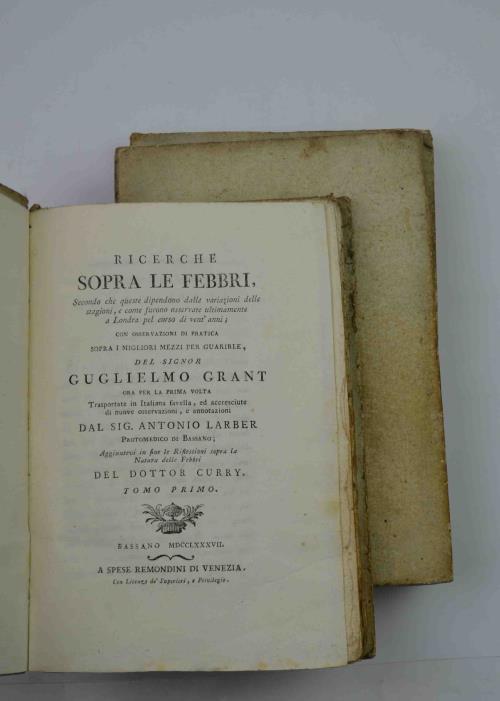 RICERCHE
SOPRA LE FEBBRI,
Secondo che queste dipendono dalle variazioni delle
stagioni, e come furono osservate ultimamente
a Londra pel corso di vent' anni;
CON OSSERVAZIONI DI PRATICA
SOPRA I MIGLIORI MEZZI PER GUARIRLE,
DEL SIGNOR
GUGLIELMO GRANT
ORA PER LA PRIMA VOLTA
Trasportate in Italiana favella, ed accresciute
di nuove osservazioni, e annotazioni
DAL SIG. ANTONIO LARBER
PROTOMEDICO DI BASSANO;
Aggiuntevi in fine le Riflessioni sopra la
Natura delle Febbri
DEL DOTTOR CURRY.
TOMO PRIMO.
BASSANO MDCCLXXXVII.
A SPESE REMONDINI DI VENEZIA.
Con Licenza de' Superiori, e Privilegio.